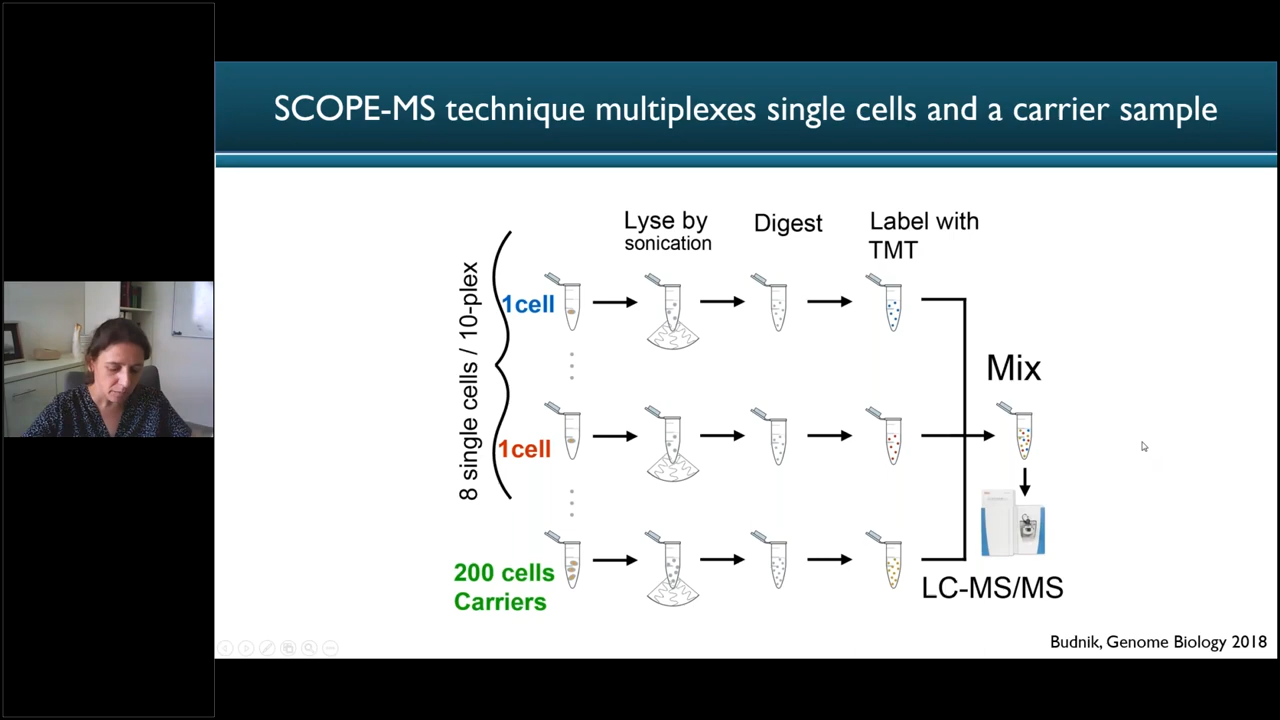 SCOPE-MS technique multiplexes single cells and a carrier sample
Lyse by
sonication
Digest
Label with
TMT
8 single cells / 10-plex
1cell
1cell
200 cells
Carriers
Mix
LC-MS/MS
Budnik, Genome Biology 2018